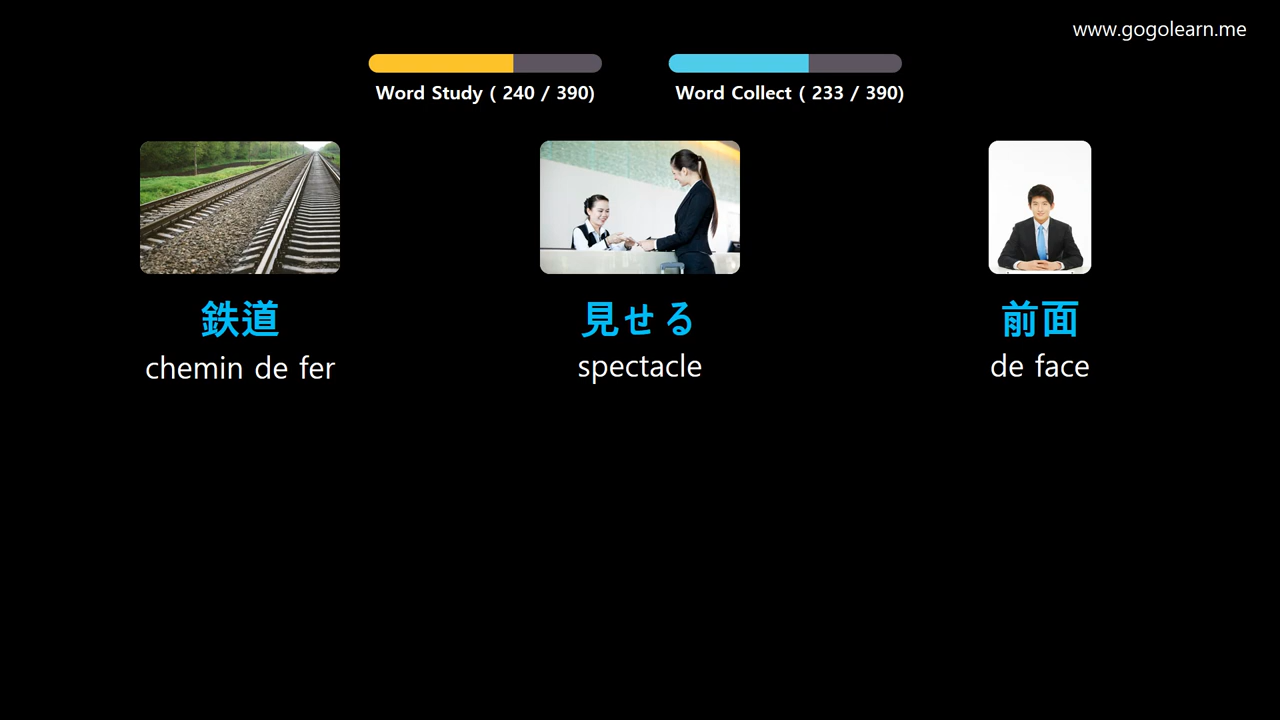 www.gogolearn.me
Word Study ( 240 / 390)
Word Collect ( 233 / 390)
鉄道
見せる
前面
chemin de fer
spectacle
de face